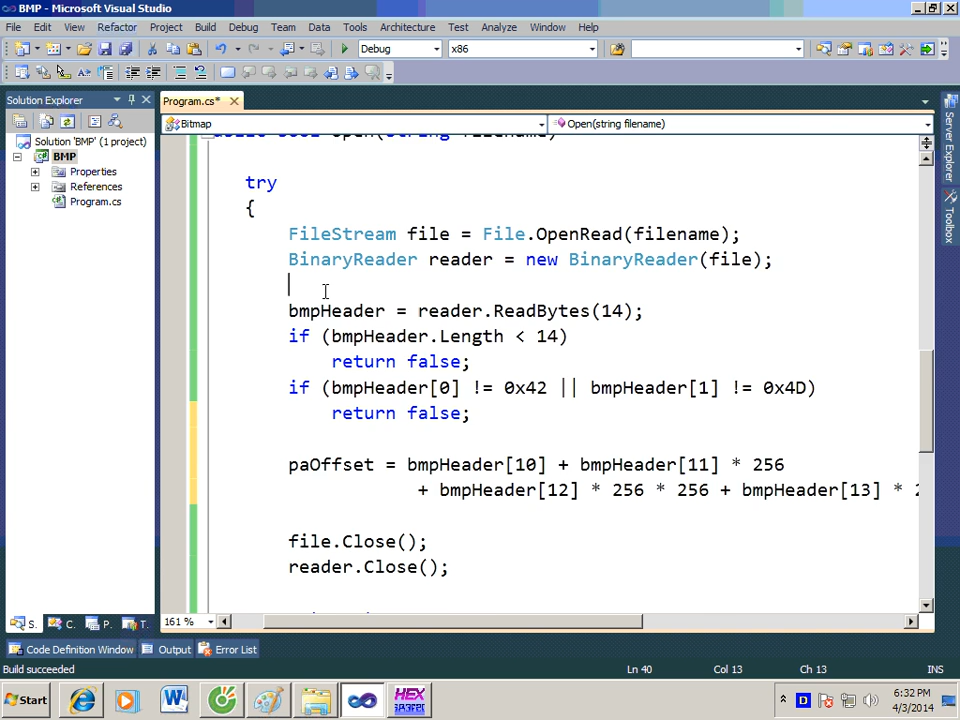 BMP - Microsoft Visual Studio
File Edit View Refactor Project Build Debug Team Data Tools Architecture Test Analyze Window Help
Debug x86
Solution Explorer
Program.cs*
Bitmap Open(string filename)
Solution 'BMP' (1 project)
BMP
Properties
References
Program.cs
try
{
FileStream file = File.OpenRead(filename);
BinaryReader reader = new BinaryReader(file);
bmpHeader = reader.ReadBytes(14);
if (bmpHeader.Length < 14)
return false;
if (bmpHeader[0] != 0x42 || bmpHeader[1] != 0x4D)
return false;
paOffset = bmpHeader[10] + bmpHeader[11] * 256
+ bmpHeader[12] * 256 * 256 + bmpHeader[13] * 2
file.Close();
reader.Close();
Server Explorer
Toolbox
S. C. P. T.
161 %
Code Definition Window Output Error List
Build succeeded Ln 40 Col 13 Ch 13 INS
Start
W
HEX
D
6:32 PM
4/3/2014